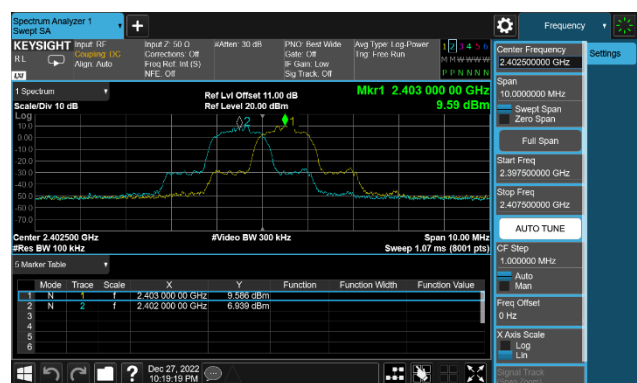 Spectrum Analyzer 1
Swept SA
+
Frequency
KEYSIGHT
RL
LXI
Input: RF
Coupling: DC
Align: Auto
Input Z: 50 Ω
Corrections: Off
Freq Ref: Int (S)
NFE: Off
#Atten: 30 dB
PNO: Best Wide
Gate: Off
IF Gain: Low
Sig Track: Off
Avg Type: Log-Power
Trig: Free Run
1 2 3 4 5 6
M M W W W W
P P N N N N
Settings
Center Frequency
2.402500000 GHz
Span
10.0000000 MHz
Swept Span
Zero Span
Full Span
Start Freq
2.397500000 GHz
Stop Freq
2.407500000 GHz
AUTO TUNE
CF Step
1.000000 MHz
Auto
Man
Freq Offset
0 Hz
X Axis Scale
Log
Lin
Signal Track
(Span Zoom)
1 Spectrum
Scale/Div 10 dB
Ref Lvl Offset 11.00 dB
Ref Level 20.00 dBm
Mkr1 2.403 000 00 GHz
9.59 dBm
Log
10.0
0.00
-10.0
-20.0
-30.0
-40.0
-50.0
-60.0
-70.0
2
1
Center 2.402500 GHz
#Video BW 300 kHz
Span 10.00 MHz
#Res BW 100 kHz
Sweep 1.07 ms (8001 pts)
5 Marker Table
Mode Trace Scale X Y Function Function Width Function Value
1 N 1 f 2.403 000 00 GHz 9.586 dBm
2 N 2 f 2.402 000 00 GHz 6.939 dBm
3
4
5
6
?
Dec 27, 2022
10:19:19 PM